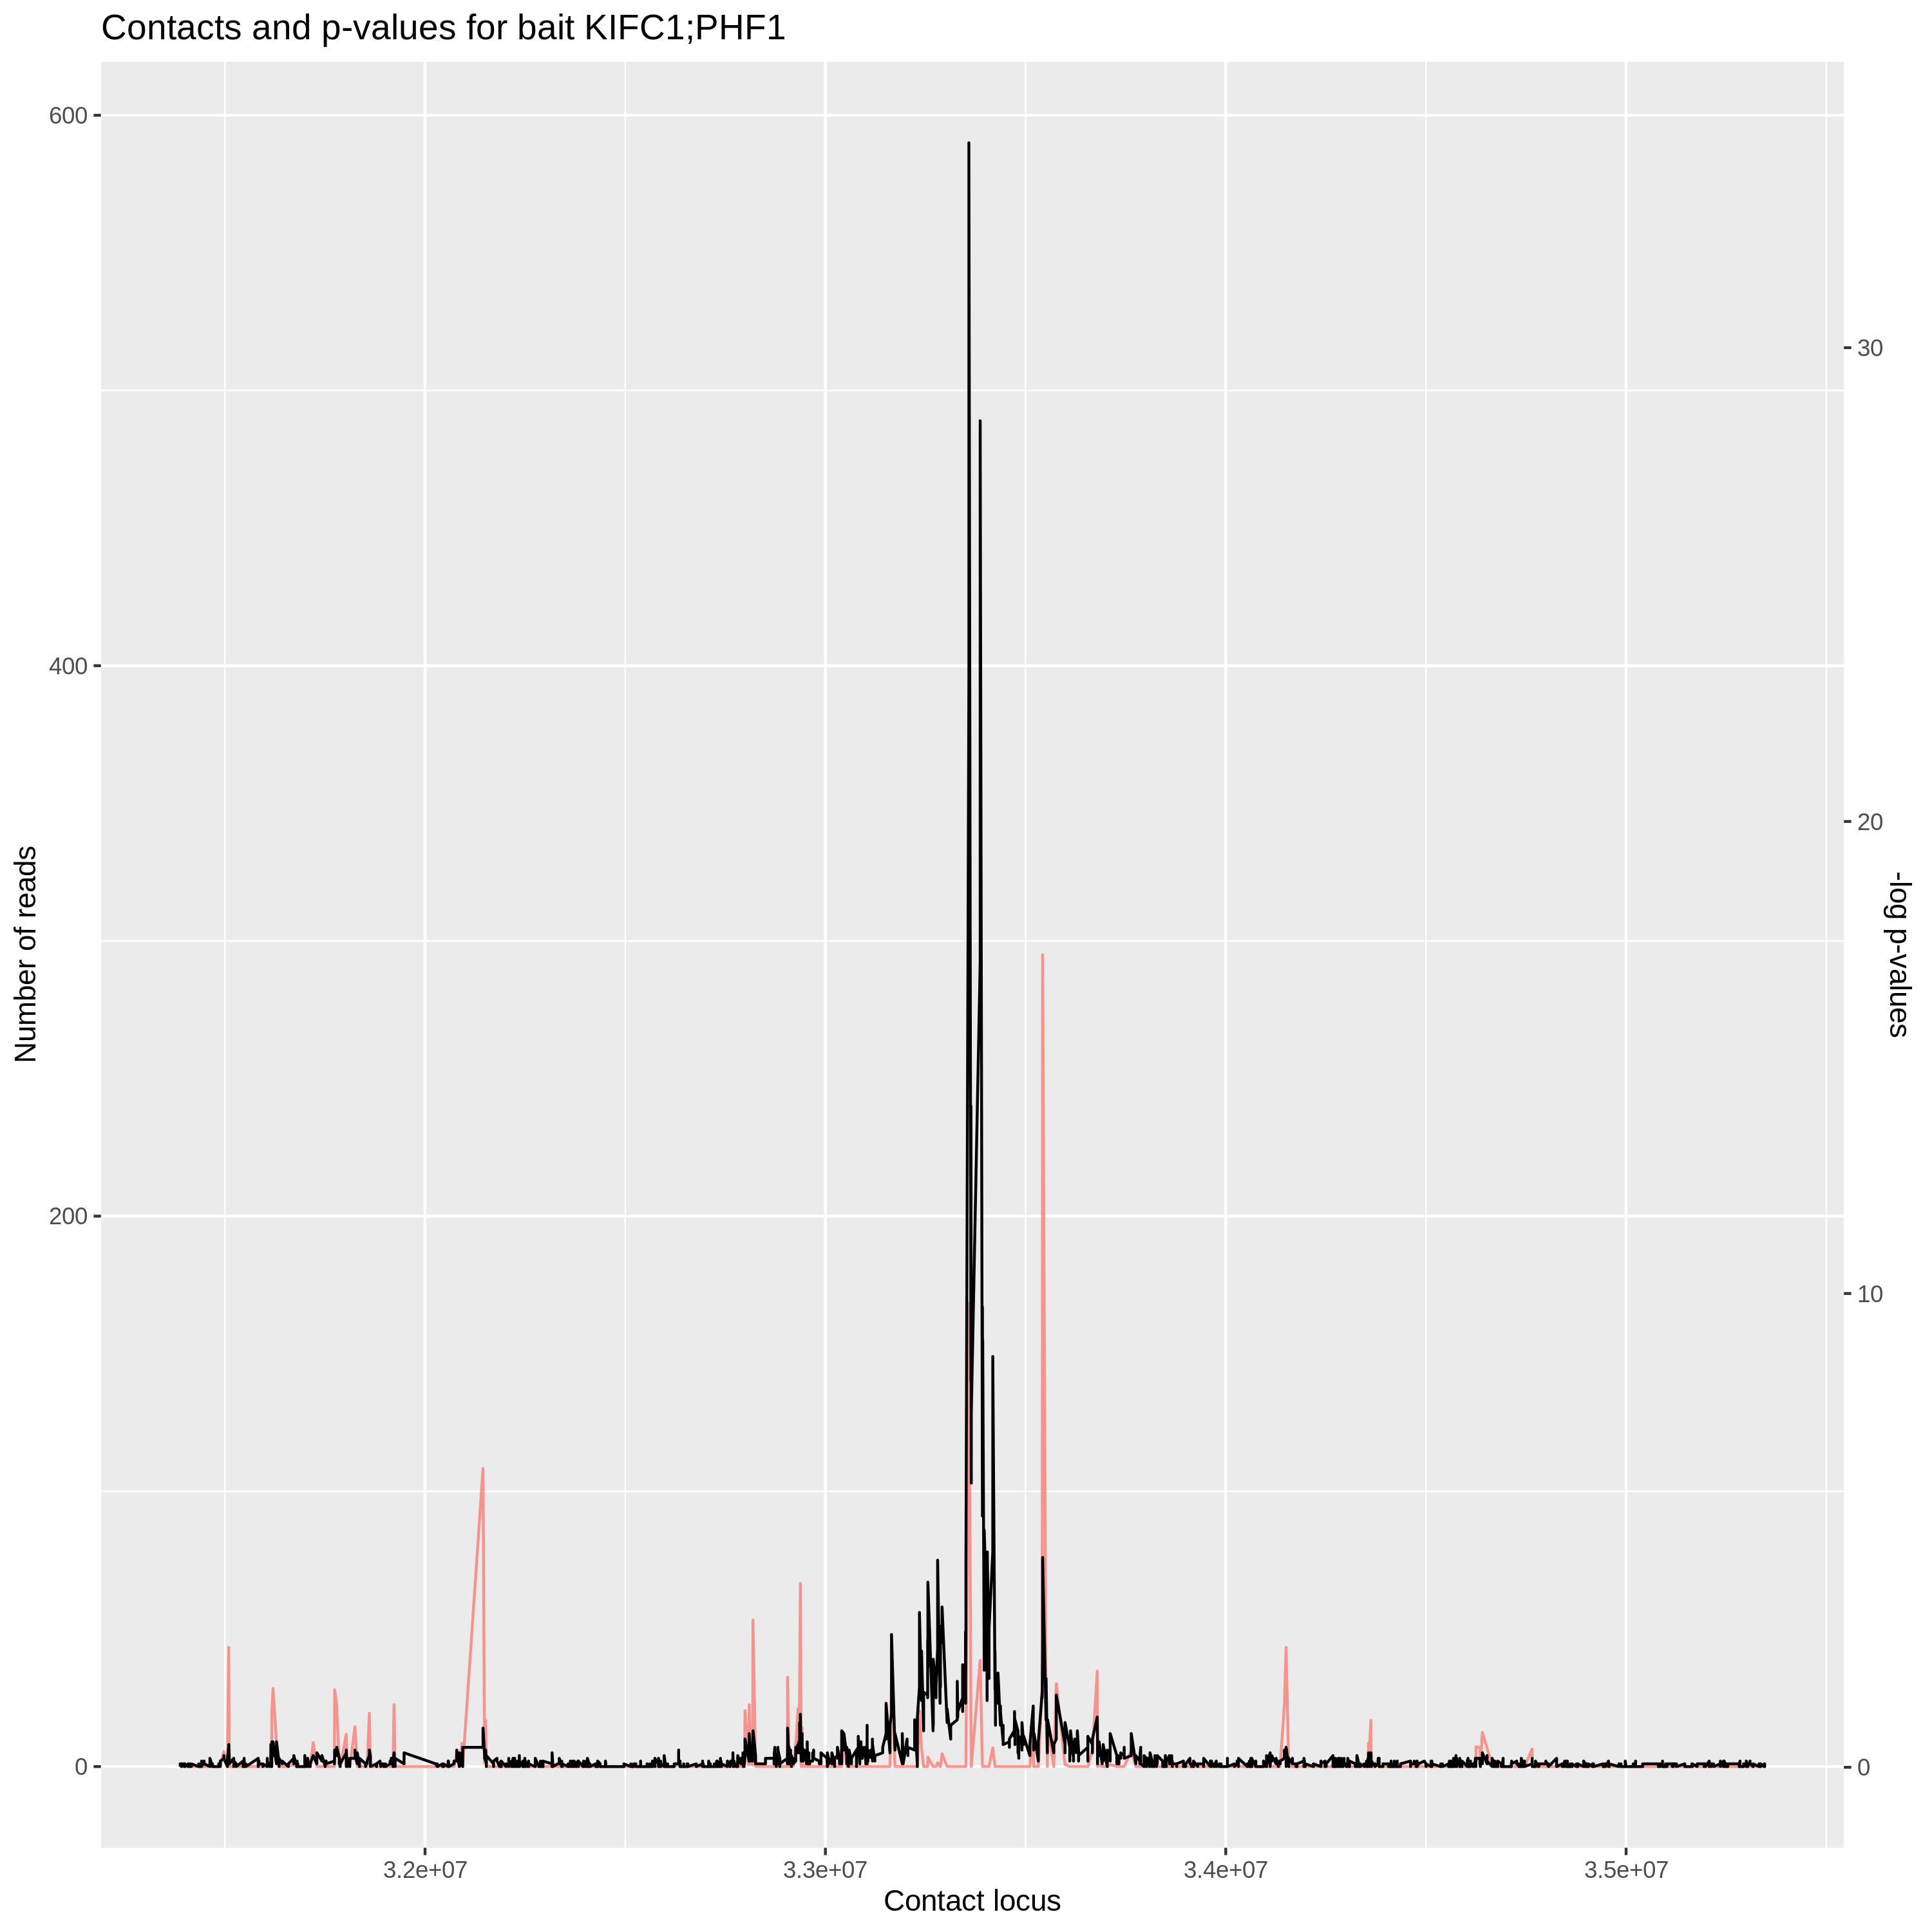 Contacts and p-values for bait KIFC1;PHF1
600
400
200
0
Number of reads
30
20
10
0
-log p-values
3.2e+07 3.3e+07 3.4e+07 3.5e+07
Contact locus